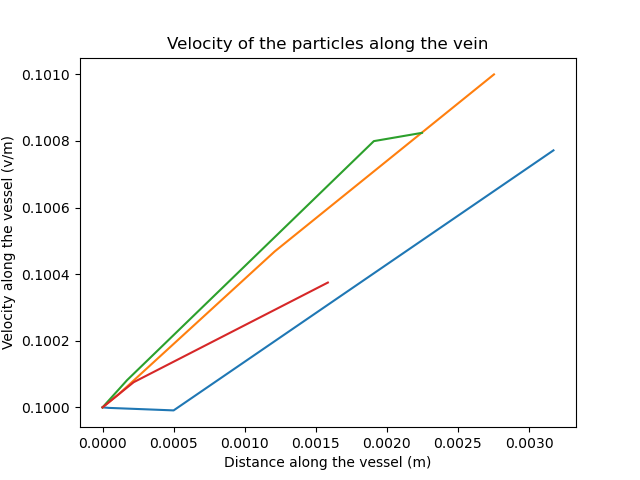 Velocity of the particles along the vein
Velocity along the vessel (v/m)
0.1010
0.1008
0.1006
0.1004
0.1002
0.1000
0.0000 0.0005 0.0010 0.0015 0.0020 0.0025 0.0030
Distance along the vessel (m)